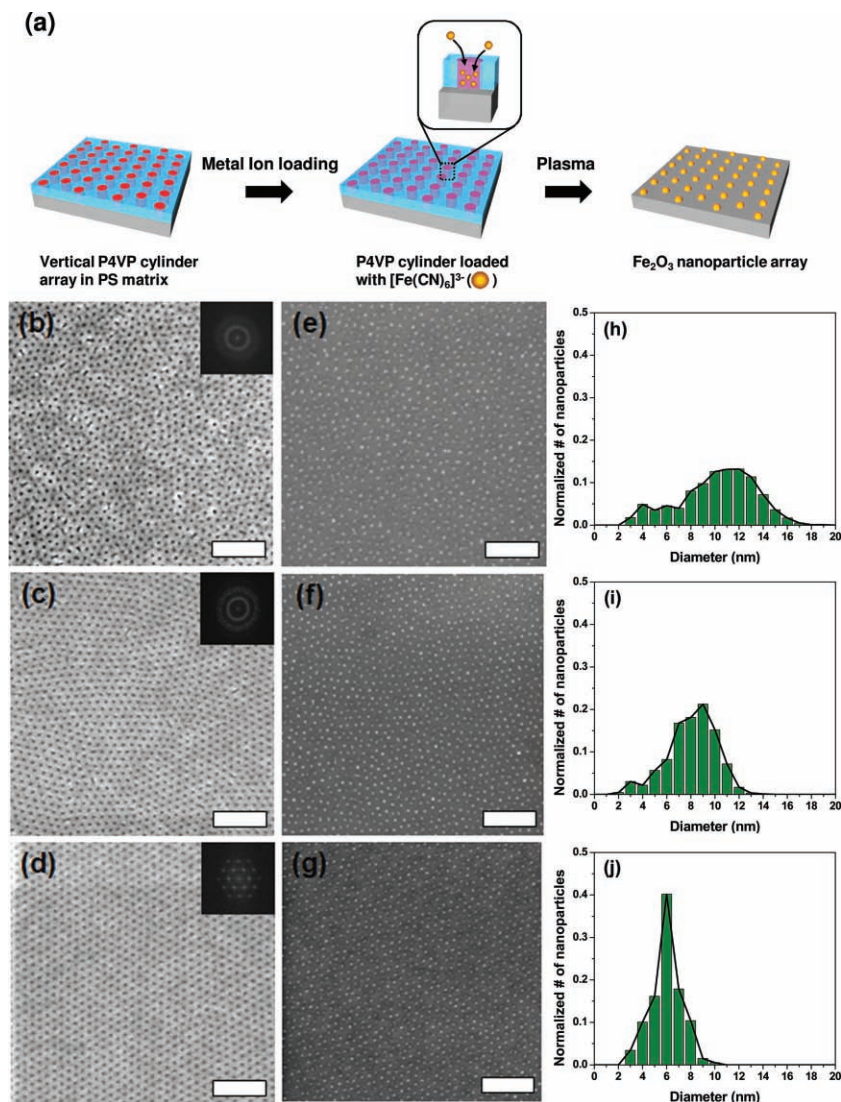 (a)
Metal Ion loading
Plasma
Vertical P4VP cylinder
array in PS matrix
P4VP cylinder loaded
with [Fe(CN)₆]³⁻ ( )
Fe₂O₃ nanoparticle array
(b)
(e)
(h)
Normalized # of nanoparticles
0.5
0.4
0.3
0.2
0.1
0.0
0 2 4 6 8 10 12 14 16 18 20
Diameter (nm)
(c)
(f)
(i)
Normalized # of nanoparticles
0.5
0.4
0.3
0.2
0.1
0.0
0 2 4 6 8 10 12 14 16 18 20
Diameter (nm)
(d)
(g)
(j)
Normalized # of nanoparticles
0.5
0.4
0.3
0.2
0.1
0.0
0 2 4 6 8 10 12 14 16 18 20
Diameter (nm)